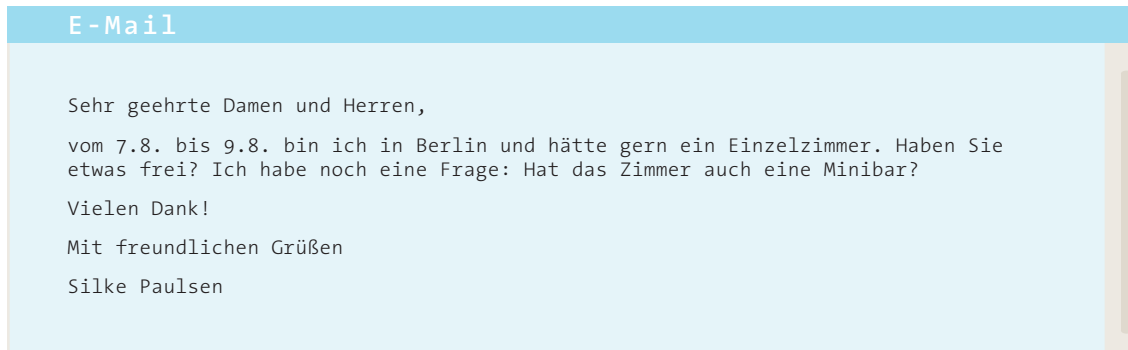 E-Mail
Sehr geehrte Damen und Herren,
vom 7.8. bis 9.8. bin ich in Berlin und hätte gern ein Einzelzimmer. Haben Sie
etwas frei? Ich habe noch eine Frage: Hat das Zimmer auch eine Minibar?
Vielen Dank!
Mit freundlichen Grüßen
Silke Paulsen